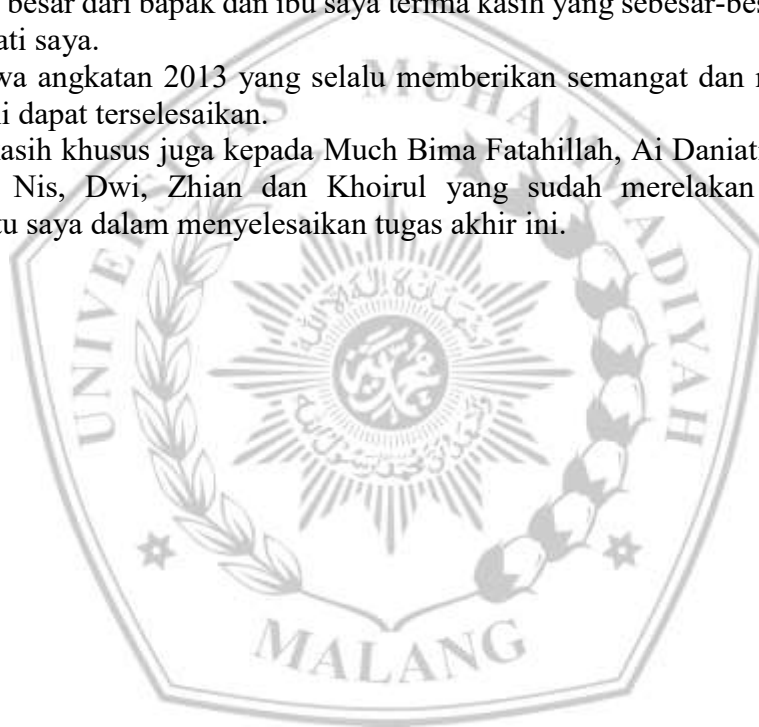 besar dari bapak dan ibu saya terima kasih yang sebesar-bes
ati saya.
wa angkatan 2013 yang selalu memberikan semangat dan
i dapat terselesaikan.
asih khusus juga kepada Much Bima Fatahillah, Ai Daniat
Nis, Dwi, Zhian dan Khoirul yang sudah merelakan
u saya dalam menyelesaikan tugas akhir ini.
UNIVERSITAS MUHAMMADIYAH
MALANG